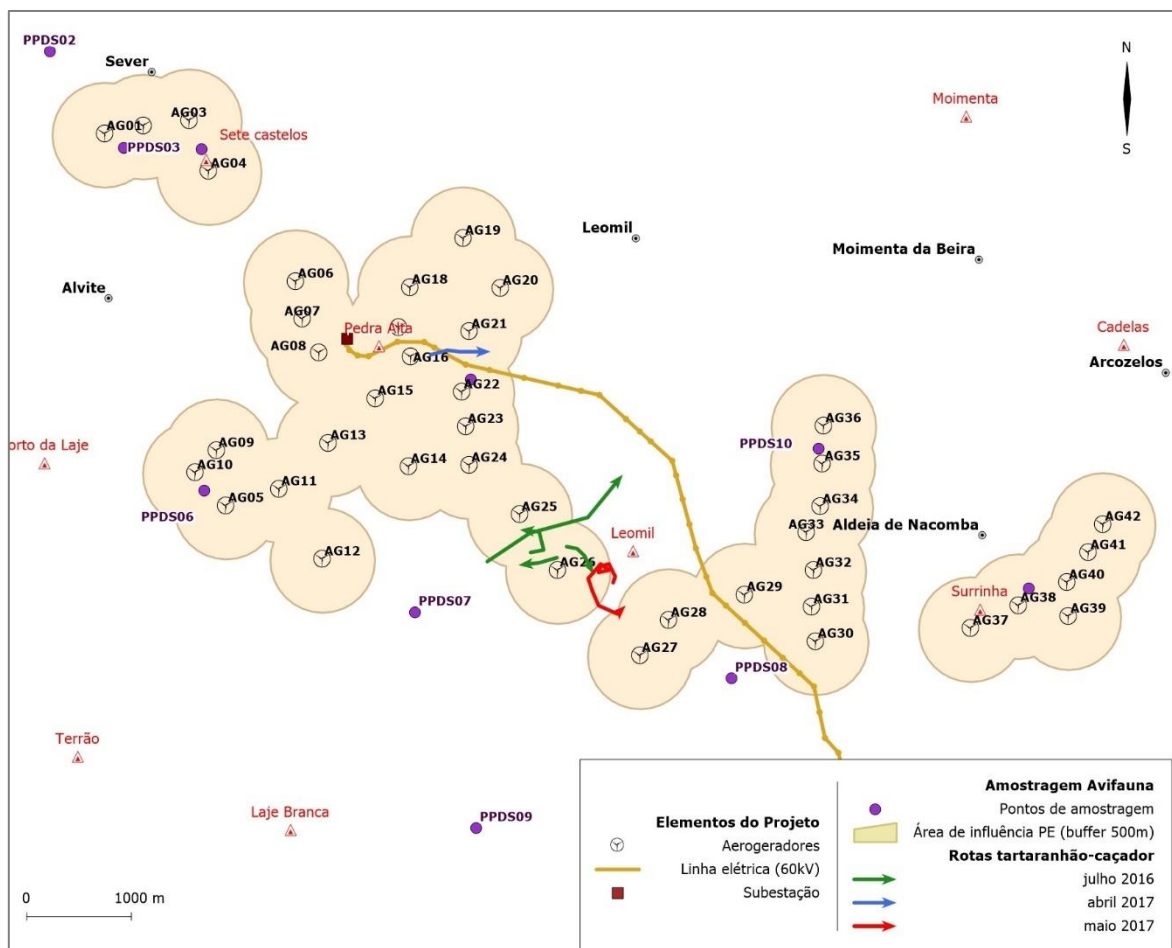 PPDS02
Sever
N
S
Moimenta
AG01
AG03
Sete castelos
PPDS03
AG04
AG19
Leomil
Moimenta da Beira
AG06
AG18
AG20
Alvite
AG07
AG21
Pedra Alta
Cadelas
AG08
AG16
Arcozelos
AG15
AG22
AG23
AG36
AG09
AG13
PPDS10
orto da Laje
AG10
AG14
AG24
AG35
AG05
AG11
PPDS06
AG25
AG34
AG33
Aldeia de Nacomba
AG42
Leomil
AG12
AG26
AG32
AG41
AG29
AG40
Surrinha
AG31
AG38
PPDS07
AG28
AG37
AG39
AG30
AG27
PPDS08
Terrão
Laje Branca
PPDS09
0
1000 m
Elementos do Projeto
Aerogeradores
Linha elétrica (60kV)
Subestação
Amostragem Avifauna
Pontos de amostragem
Área de influência PE (buffer 500m)
Rotas tartaranhão-caçador
julho 2016
abril 2017
maio 2017